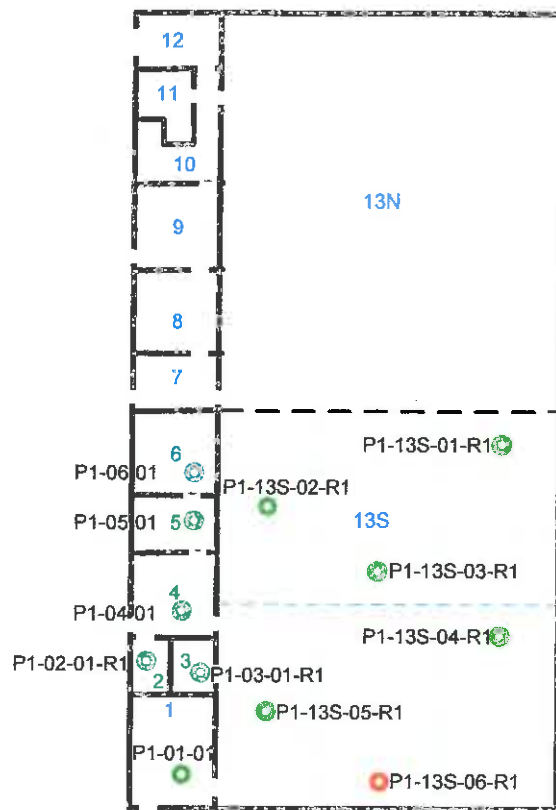 12
11
10
9
13N
8
7
P1-13S-01-R1
6
P1-06-01
P1-13S-02-R1
P1-05-01
5
13S
P1-13S-03-R1
4
P1-04-01
P1-13S-04-R1
P1-02-01-R1
3
P1-03-01-R1
2
1
P1-13S-05-R1
P1-01-01
P1-13S-06-R1